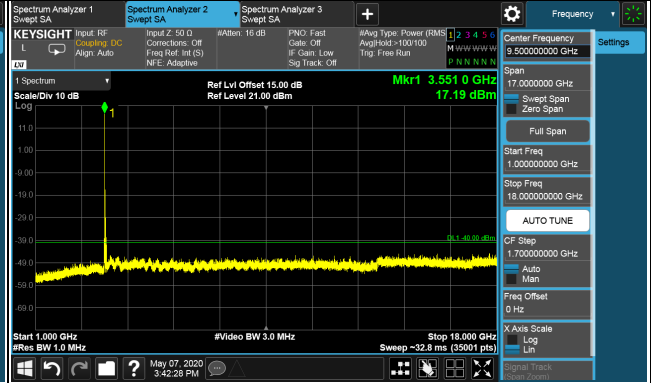 Spectrum Analyzer 1
Swept SA
Spectrum Analyzer 2
Swept SA
Spectrum Analyzer 3
Swept SA
+
Frequency
KEYSIGHT
L
LXI
Input: RF
Coupling: DC
Align: Auto
Input Z: 50 Ω
Corrections: Off
Freq Ref: Int (S)
NFE: Adaptive
#Atten: 16 dB
PNO: Fast
Gate: Off
IF Gain: Low
Sig Track: Off
#Avg Type: Power (RMS
Avg|Hold:>100/100
Trig: Free Run
1 2 3 4 5 6
M W W W W W
P N N N N N
1 Spectrum
Scale/Div 10 dB
Log
Ref Lvl Offset 15.00 dB
Ref Level 21.00 dBm
Mkr1 3.551 0 GHz
17.19 dBm
1
11.0
1.00
-9.00
-19.0
-29.0
-39.0
-49.0
-59.0
-69.0
DL1 -40.00 dBm
Start 1.000 GHz
#Res BW 1.0 MHz
#Video BW 3.0 MHz
Stop 18.000 GHz
Sweep ~32.8 ms (35001 pts)
?
May 07, 2020
3:42:28 PM
Center Frequency
9.500000000 GHz
Span
17.0000000 GHz
Swept Span
Zero Span
Full Span
Start Freq
1.000000000 GHz
Stop Freq
18.000000000 GHz
AUTO TUNE
CF Step
1.700000000 GHz
Auto
Man
Freq Offset
0 Hz
X Axis Scale
Log
Lin
Signal Track
(Span Zoom)
Settings